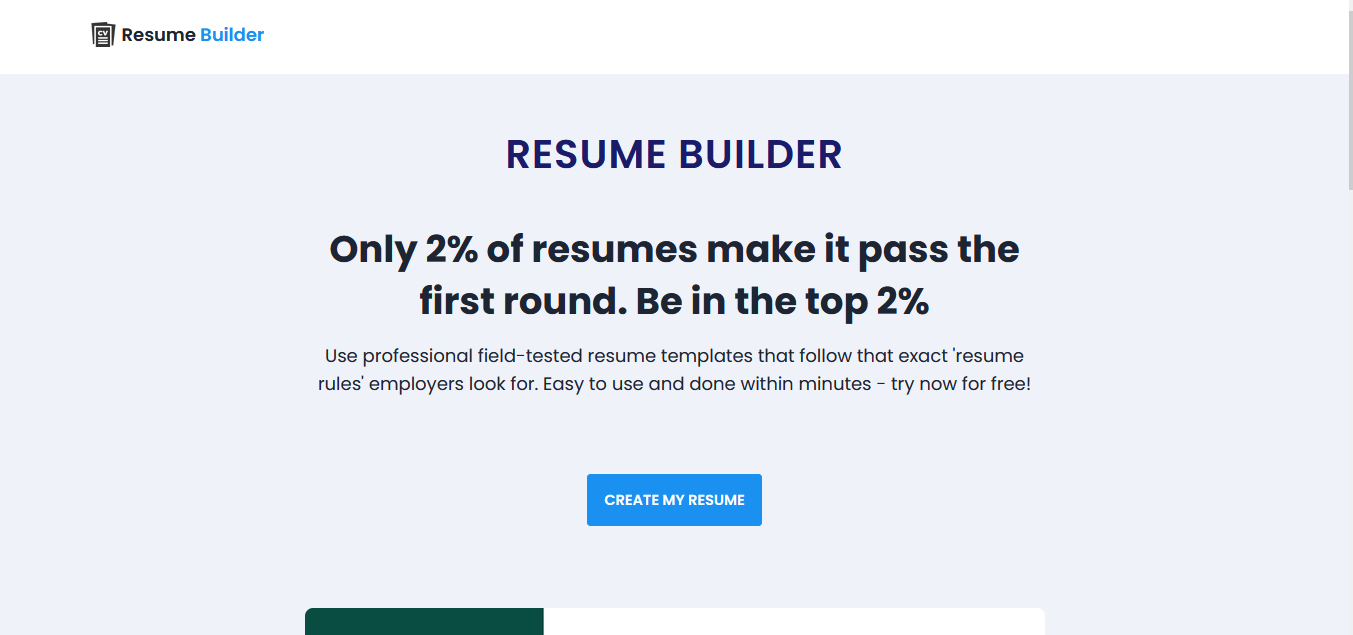 CV
Resume Builder
RESUME BUILDER
Only 2% of resumes make it pass the
first round. Be in the top 2%
Use professional field-tested resume templates that follow that exact 'resume
rules' employers look for. Easy to use and done within minutes - try now for free!
CREATE MY RESUME